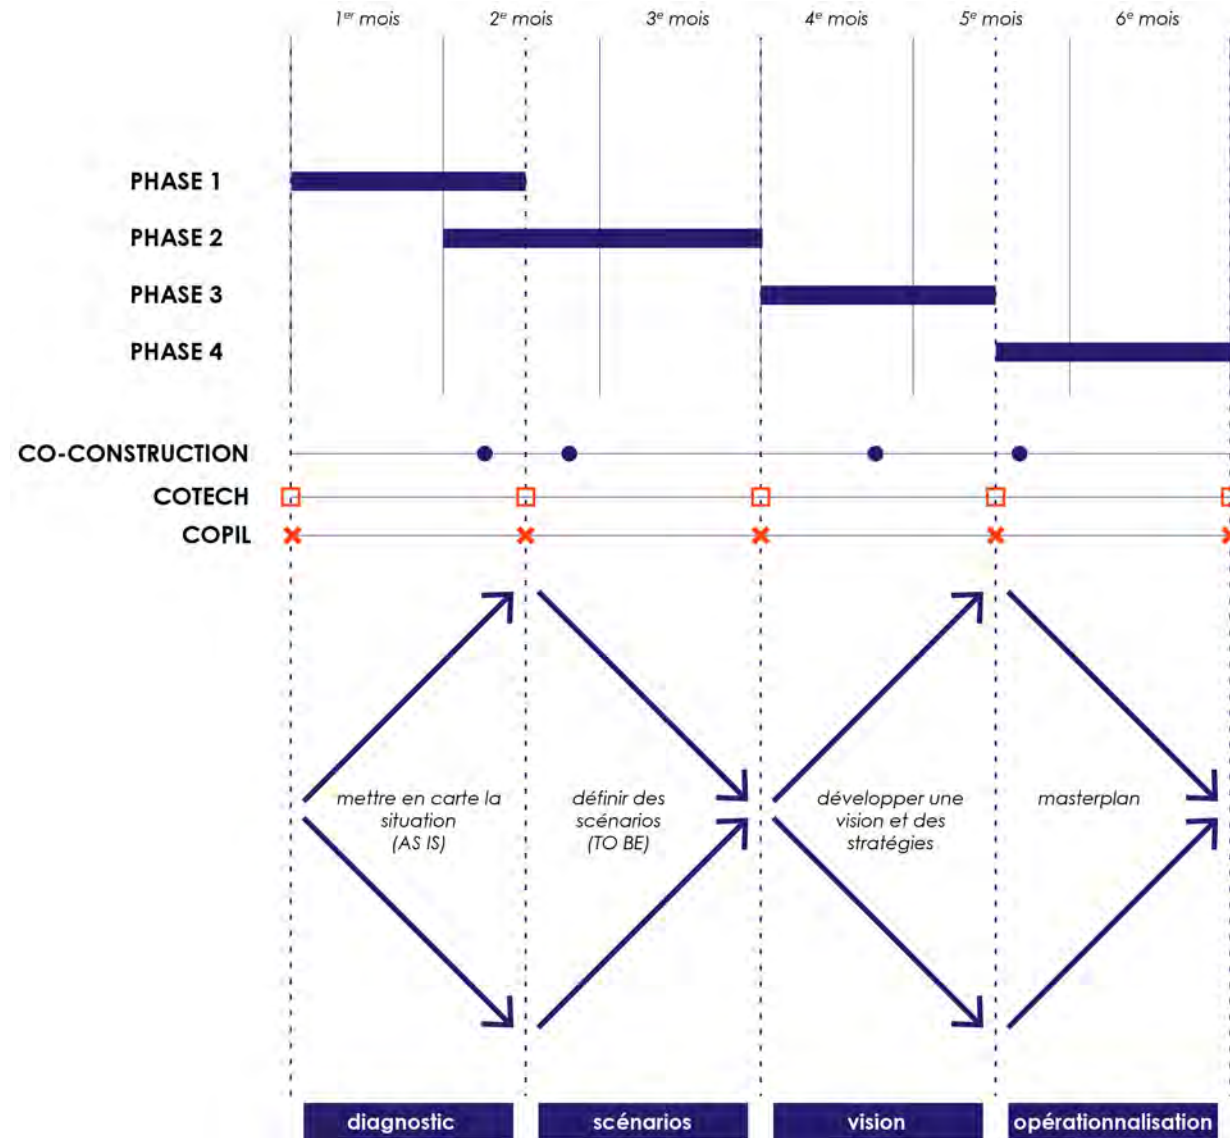 1er mois
2e mois
3e mois
4e mois
5e mois
6e mois
PHASE 1
PHASE 2
PHASE 3
PHASE 4
CO-CONSTRUCTION
COTECH
COPIL
mettre en carte la
situation
(AS IS)
définir des
scénarios
(TO BE)
développer une
vision et des
stratégies
masterplan
diagnostic
scénarios
vision
opérationnalisation